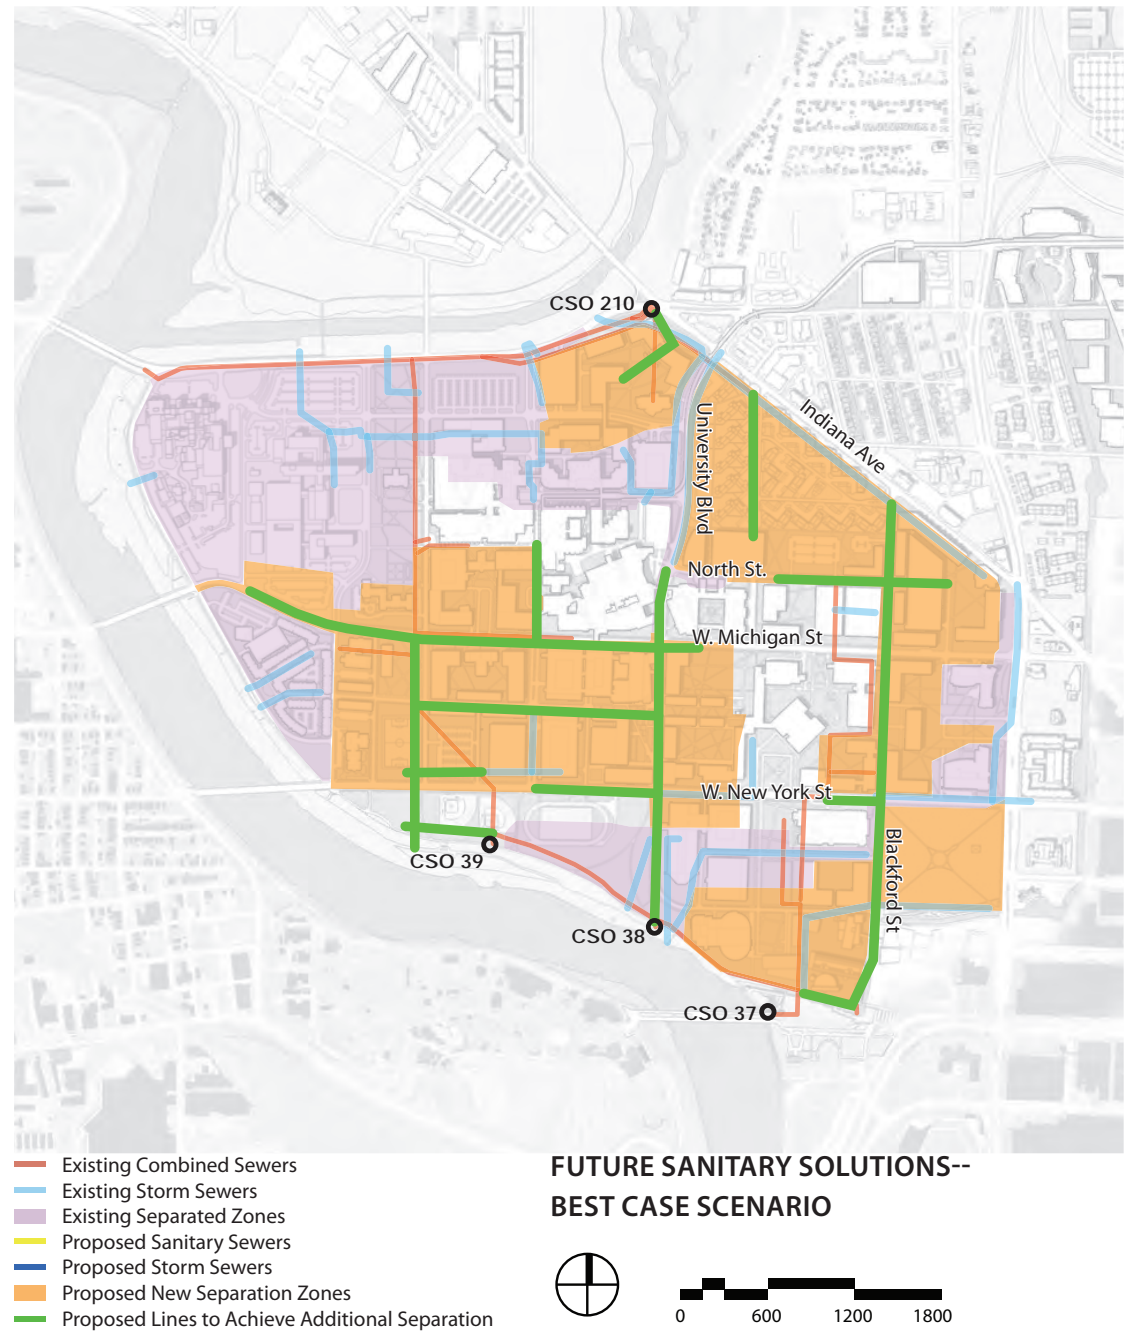 CSO 210
Indiana Ave
University Blvd
North St.
W. Michigan St
W. New York St
CSO 39
Blackford St
CSO 38
CSO 37
Existing Combined Sewers
Existing Storm Sewers
Existing Separated Zones
Proposed Sanitary Sewers
Proposed Storm Sewers
Proposed New Separation Zones
Proposed Lines to Achieve Additional Separation
FUTURE SANITARY SOLUTIONS--
BEST CASE SCENARIO
0 600 1200 1800